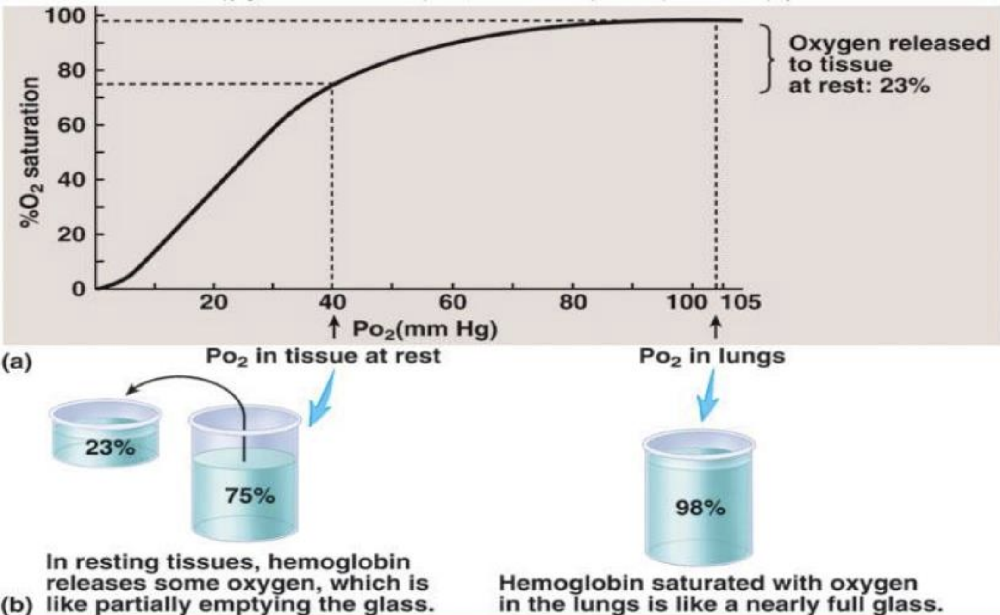 100
80
60
40
20
0
%O₂ saturation
20 40 60 80 100 105
Po₂(mm Hg)
Oxygen released
to tissue
at rest: 23%
(a)
Po₂ in tissue at rest
Po₂ in lungs
23%
75%
98%
In resting tissues, hemoglobin
releases some oxygen, which is
(b) like partially emptying the glass.
Hemoglobin saturated with oxygen
in the lungs is like a nearly full glass.